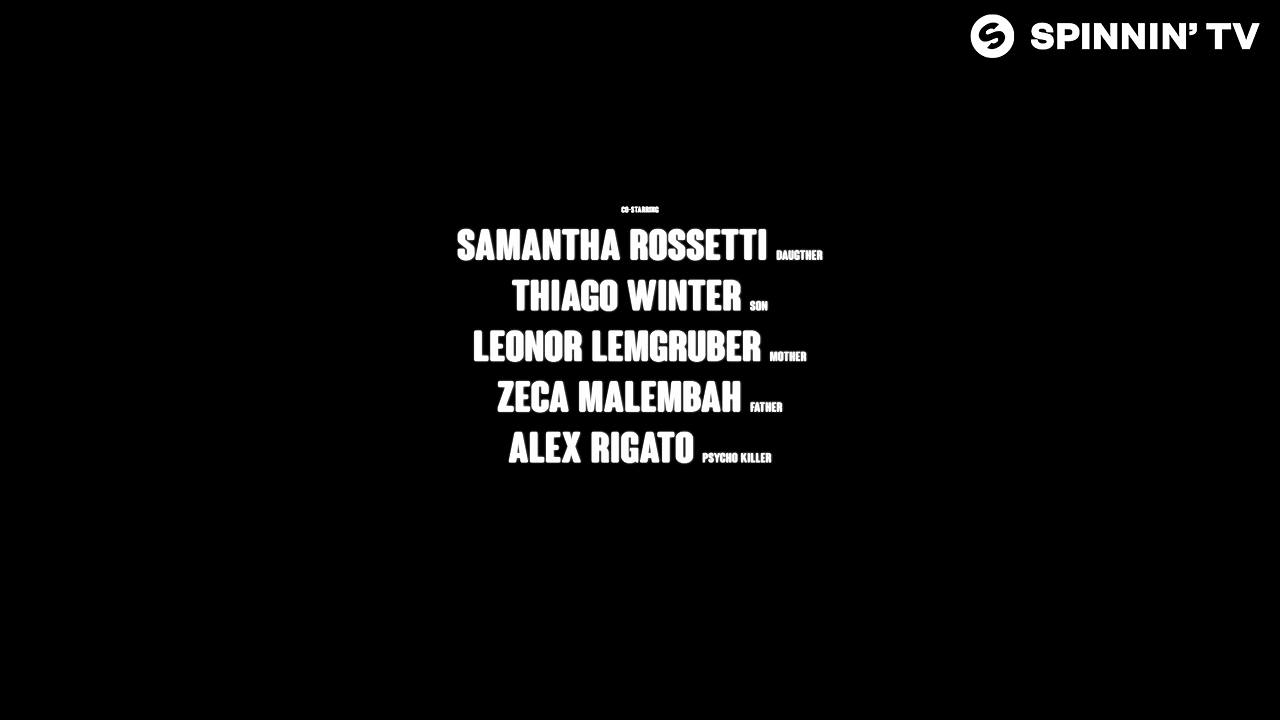 SPINNIN' TV
CO-STARRING
SAMANTHA ROSSETTI DAUGTHER
THIAGO WINTER SON
LEONOR LEMGRUBER MOTHER
ZECA MALEMBAH FATHER
ALEX RIGATO PSYCHO KILLER